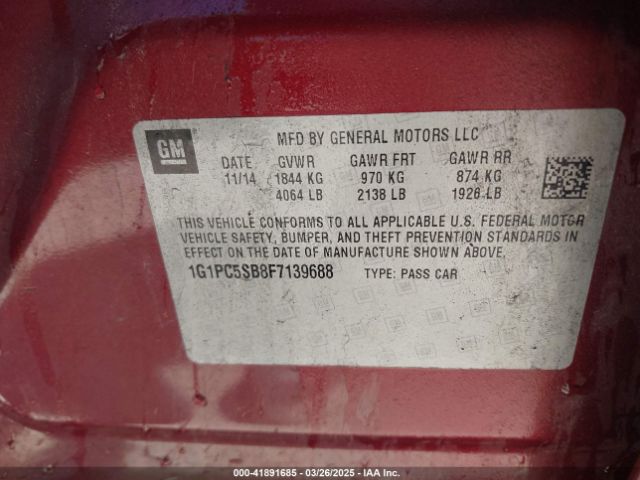 GM
MFD BY GENERAL MOTORS LLC
DATE GVWR GAWR FRT GAWR RR
11/14 1844 KG 970 KG 874 KG
4064 LB 2138 LB 1926 LB
THIS VEHICLE CONFORMS TO ALL APPLICABLE U.S. FEDERAL MOTOR
VEHICLE SAFETY, BUMPER, AND THEFT PREVENTION STANDARDS IN
EFFECT ON THE DATE OF MANUFACTURE SHOWN ABOVE.
1G1PC5SB8F7139688 TYPE: PASS CAR
000-41891685 - 03/26/2025 - IAA Inc.